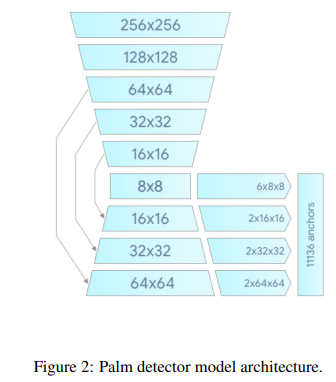 256x256
128x128
64x64
32x32
16x16
8x8
6x8x8
16x16
2x16x16
32x32
2x32x32
64x64
2x64x64
11136 anchors
Figure 2: Palm detector model architecture.